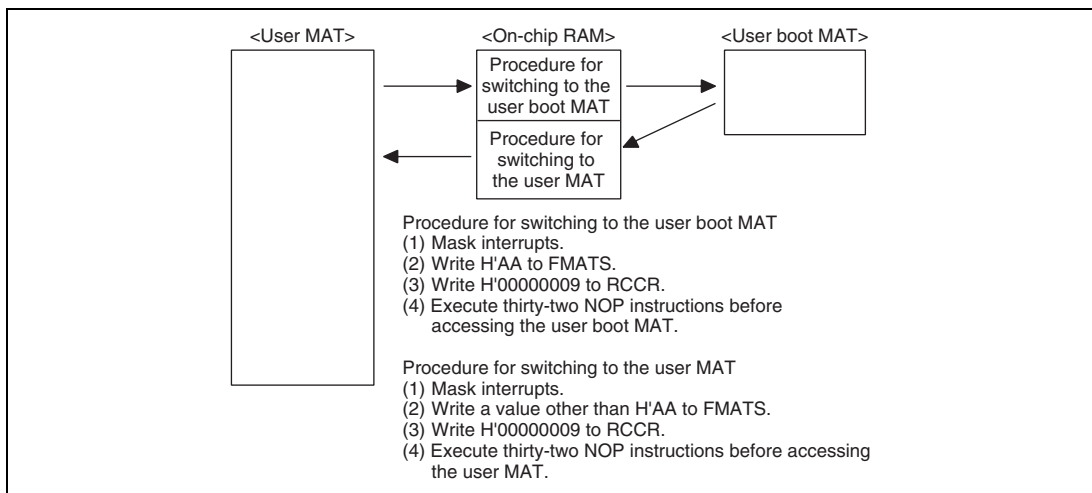 <User MAT>
<On-chip RAM>
<User boot MAT>
Procedure for
switching to the
user boot MAT
Procedure for
switching to
the user MAT
Procedure for switching to the user boot MAT
(1) Mask interrupts.
(2) Write H'AA to FMATS.
(3) Write H'00000009 to RCCR.
(4) Execute thirty-two NOP instructions before
accessing the user boot MAT.
Procedure for switching to the user MAT
(1) Mask interrupts.
(2) Write a value other than H'AA to FMATS.
(3) Write H'00000009 to RCCR.
(4) Execute thirty-two NOP instructions before accessing
the user MAT.